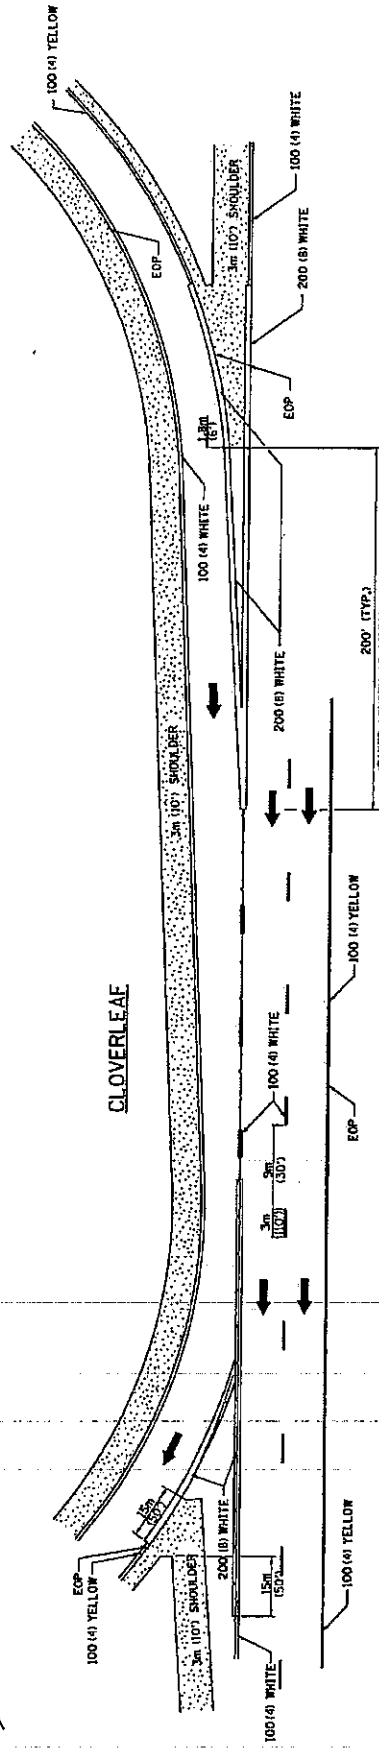 CLOVERLEAF
100 (4) YELLOW
EOP
3m (10') SHOULDER
100 (4) WHITE
200 (8) WHITE
EOP
1.8m
(6')
100 (4) WHITE
3m (10') SHOULDER
200 (8) WHITE
200' (TYP.)
100 (4) YELLOW
EOP
100 (4) WHITE
9m
(30')
3m
(10')
15m
(50')
EOP
100 (4) YELLOW
3m (10') SHOULDER
200 (8) WHITE
15m
(50')
100 (4) WHITE
100 (4) YELLOW